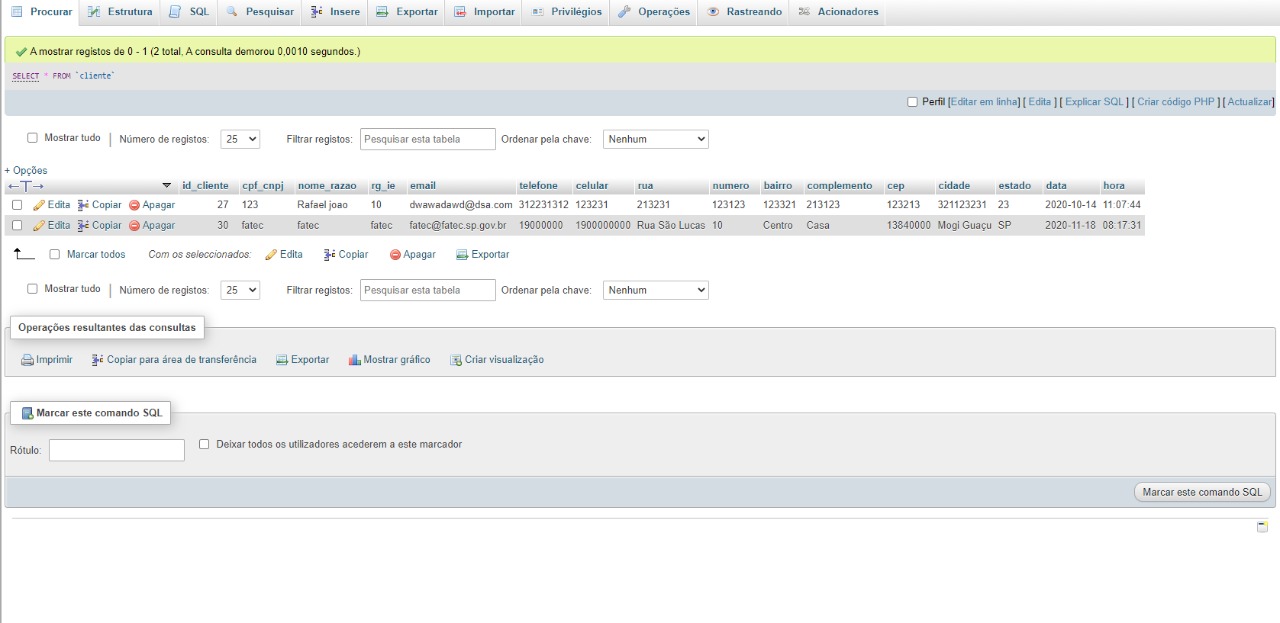 Procurar Estrutura SQL Pesquisar Insere Exportar Importar Privilégios Operações Rastreando Acionadores
A mostrar registos de 0 - 1 (2 total, A consulta demorou 0,0010 segundos.)
SELECT * FROM `cliente`
Perfil [Editar em linha] [ Edita ] [ Explicar SQL ] [ Criar código PHP ] [ Actualizar]
Mostrar tudo | Número de registos: 25 Filtrar registos: Pesquisar esta tabela Ordenar pela chave: Nenhum
+ Opções
←T→ id_cliente cpf_cnpj nome_razao rg_ie email telefone celular rua numero bairro complemento cep cidade estado data hora
Edita Copiar Apagar 27 123 Rafael joao 10 dwawadawd@dsa.com 312231312 123231 213231 123123 123321 213123 123213 321123231 23 2020-10-14 11:07:44
Edita Copiar Apagar 30 fatec fatec fatec fatec@fatec.sp.gov.br 19000000 1900000000 Rua São Lucas 10 Centro Casa 13840000 Mogi Guaçu SP 2020-11-18 08:17:31
Marcar todos Com os seleccionados: Edita Copiar Apagar Exportar
Mostrar tudo | Número de registos: 25 Filtrar registos: Pesquisar esta tabela Ordenar pela chave: Nenhum
Operações resultantes das consultas
Imprimir Copiar para área de transferência Exportar Mostrar gráfico Criar visualização
Marcar este comando SQL
Rótulo: Deixar todos os utilizadores acederem a este marcador
Marcar este comando SQL